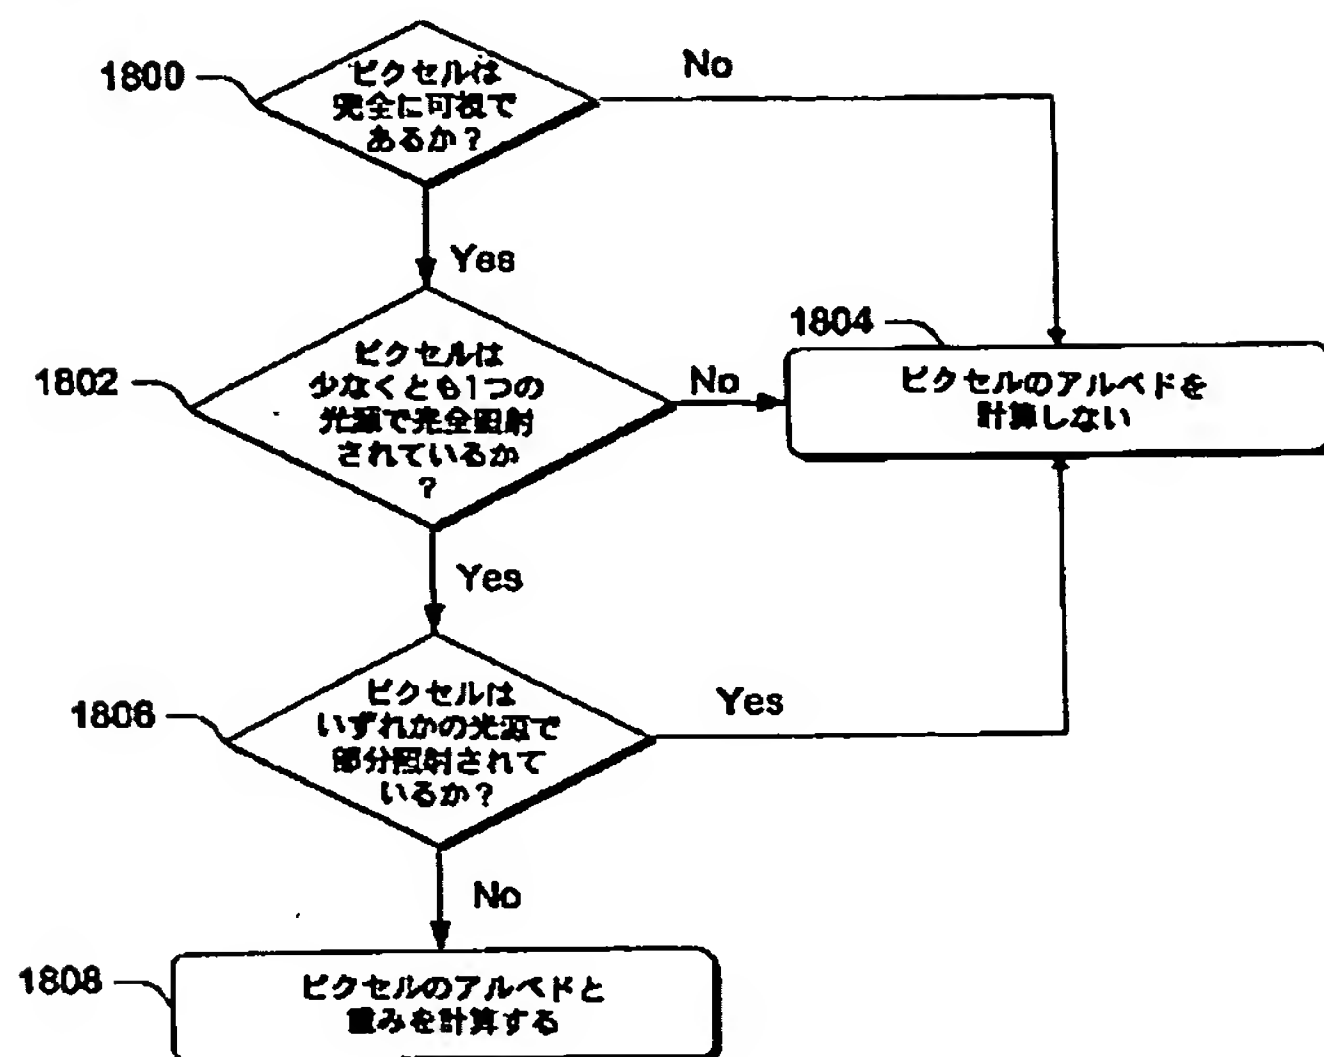 1800
ピクセルは
完全に可視で
あるか?
No
Yes
1802
ピクセルは
少なくとも1つの
光源で完全照射
されているか
?
No
1804
ピクセルのアルベドを
計算しない
Yes
1806
ピクセルは
いずれかの光源で
部分照射されて
いるか?
Yes
No
1808
ピクセルのアルベドと
重みを計算する